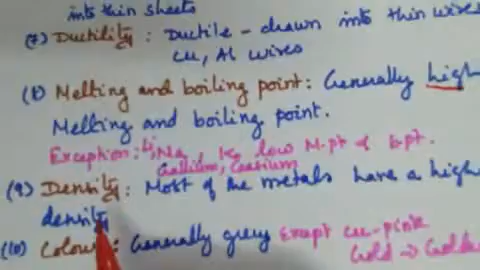 into thin sheets
(7) Ductility : Ductile - drawn into thin wires
Cu, Al wires
(8) Melting and boiling point : Generally high
Melting and boiling point.
Exception : Li, Na, K low M.pt & b.pt.
Gallium, Caesium
(9) Density : Most of the metals have a high
density
(10) Colour : Generally grey Except Cu - pink
Gold →